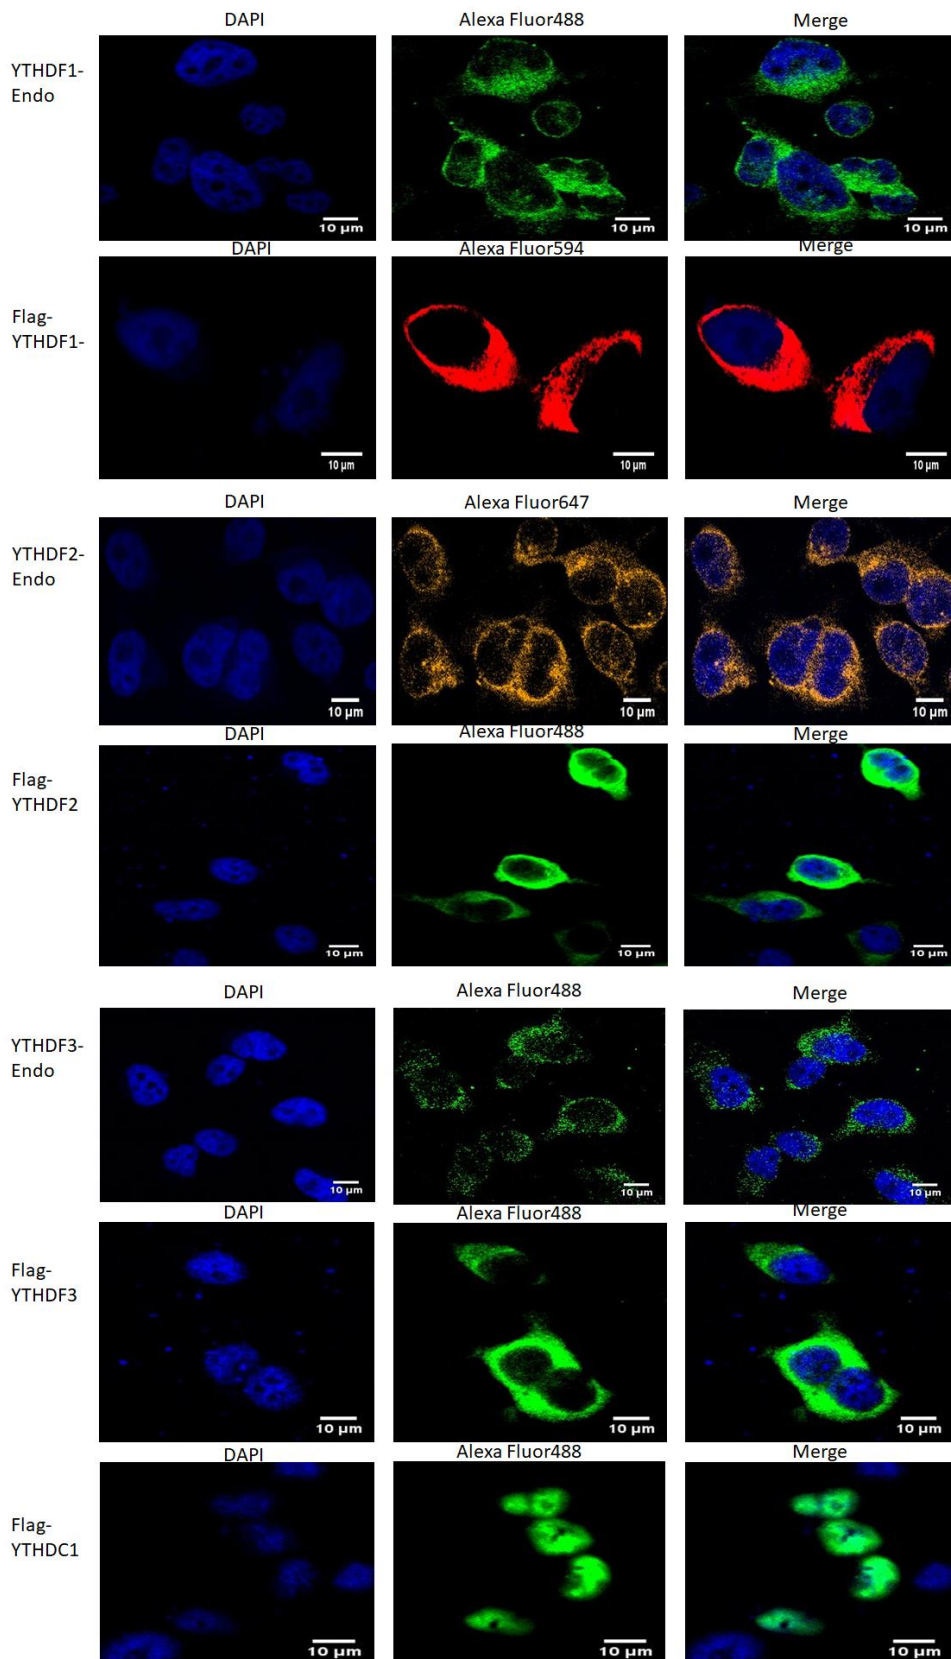 DAPI Alexa Fluor488 Merge
YTHDF1-
Endo
10 µm 10 µm 10 µm
DAPI Alexa Fluor594 Merge
Flag-
YTHDF1-
10 µm 10 µm 10 µm
DAPI Alexa Fluor647 Merge
YTHDF2-
Endo
10 µm 10 µm 10 µm
DAPI Alexa Fluor488 Merge
Flag-
YTHDF2
10 µm 10 µm 10 µm
DAPI Alexa Fluor488 Merge
YTHDF3-
Endo
10 µm 10 µm 10 µm
DAPI Alexa Fluor488 Merge
Flag-
YTHDF3
10 µm 10 µm 10 µm
DAPI Alexa Fluor488 Merge
Flag-
YTHDC1
10 µm 10 µm 10 µm